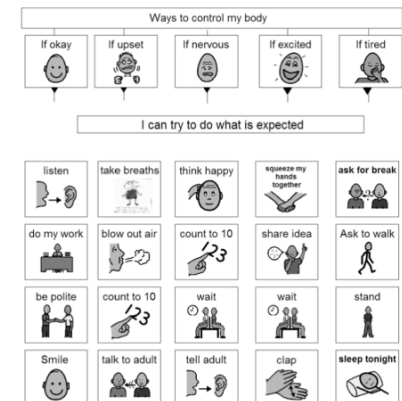 Ways to control my body
If okay
If upset
If nervous
If excited
If tired
I can try to do what is expected
listen
take breaths
think happy
squeeze my
hands
together
ask for break
do my work
blow out air
count to 10
123
share idea
Ask to walk
be polite
count to 10
123
wait
wait
stand
Smile
talk to adult
tell adult
clap
sleep tonight